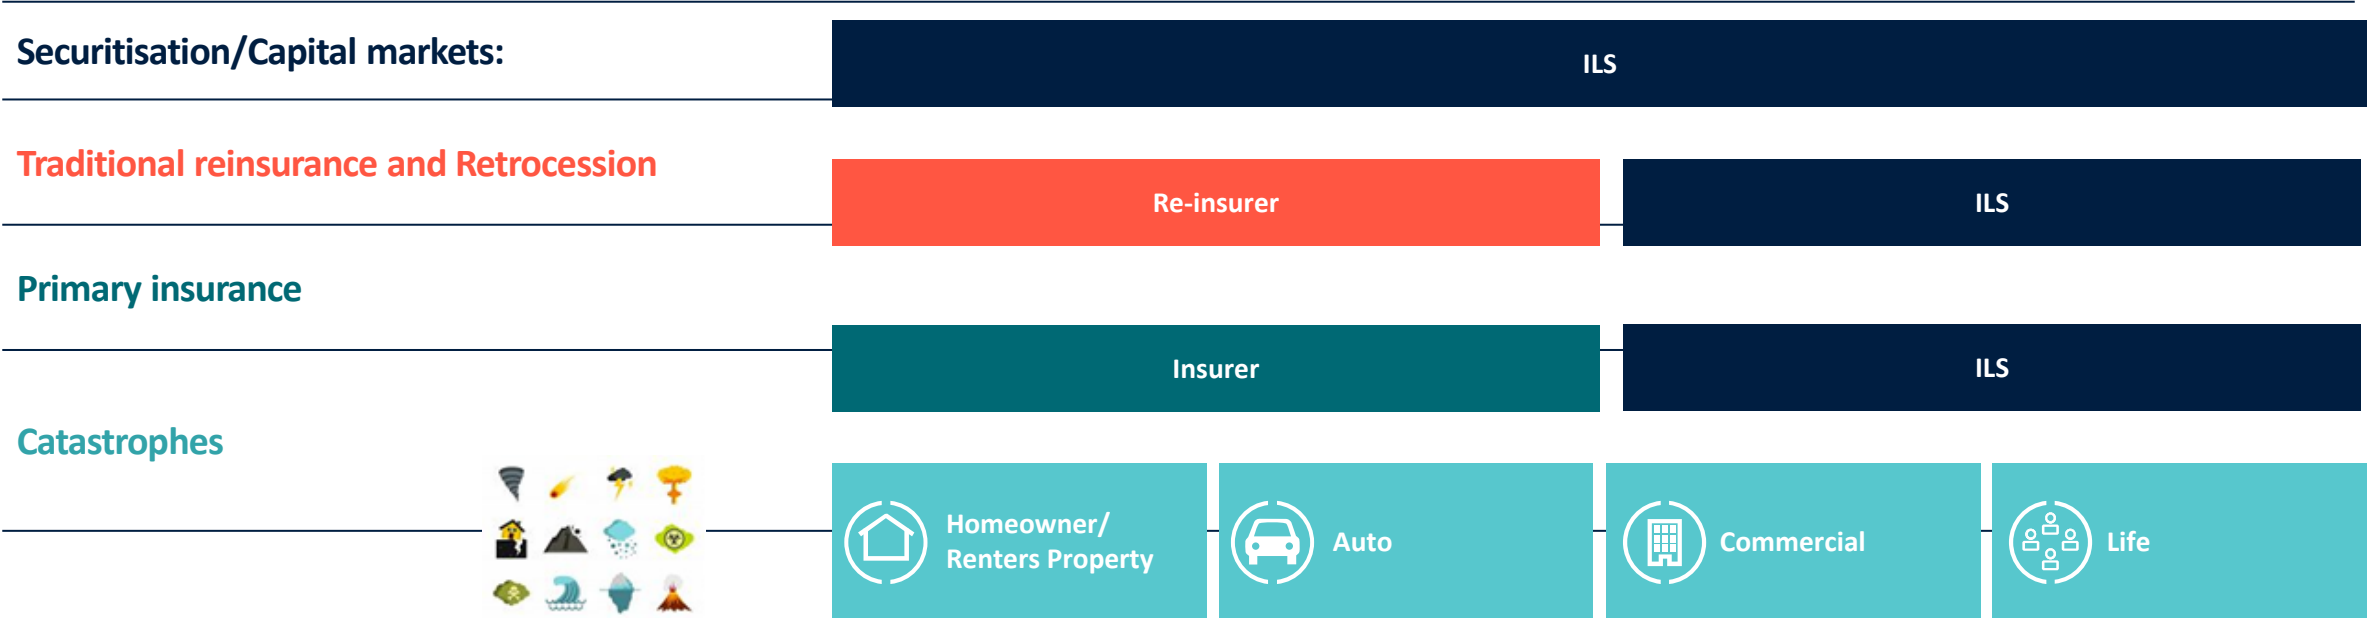 Securitisation/Capital markets:
ILS
Traditional reinsurance and Retrocession
Re-insurer
ILS
Primary insurance
Insurer
ILS
Catastrophes
Homeowner/
Renters Property
Auto
Commercial
Life